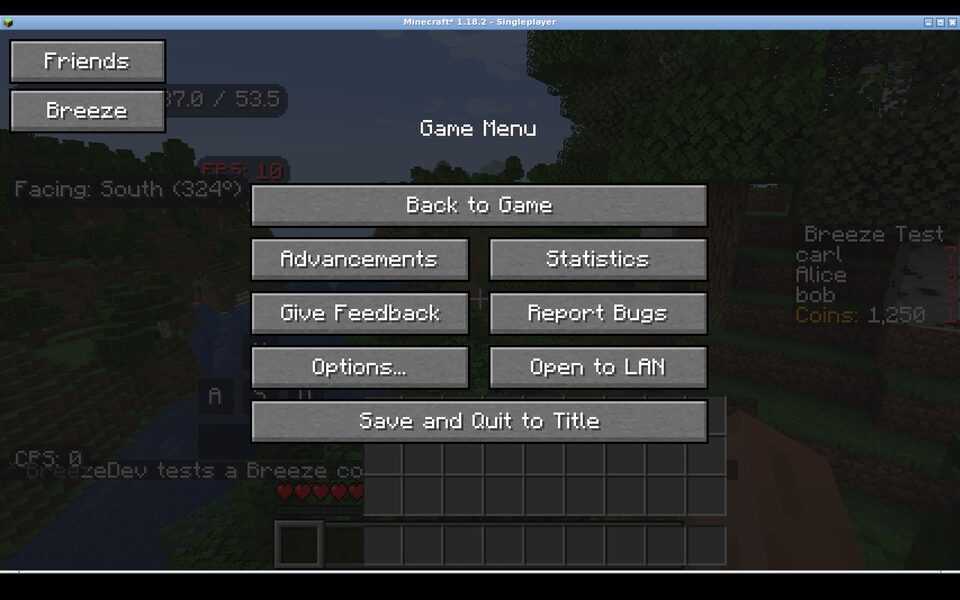 Minecraft* 1.18.2 - Singleplayer
Friends
Breeze
37.0 / 53.5
Game Menu
FPS: 10
Facing: South (324°)
Back to Game
Advancements
Statistics
Give Feedback
Report Bugs
Options...
Open to LAN
Save and Quit to Title
Breeze Test
carl
Alice
bob
Coins: 1,250
A
CPS: 0
BreezeDev tests a Breeze co